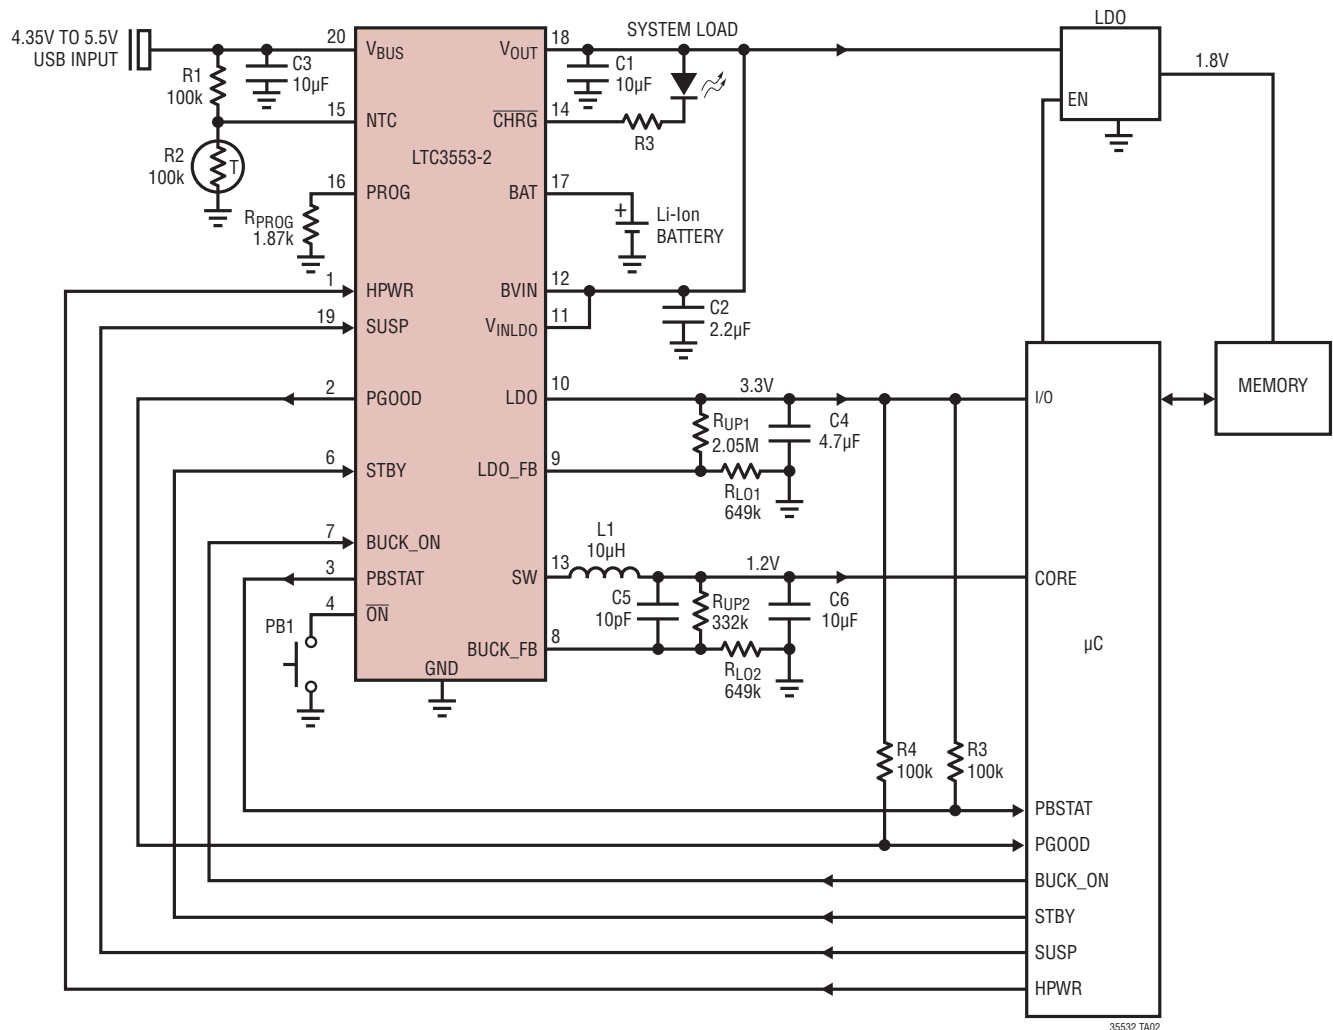 4.35V TO 5.5V
USB INPUT
R1
100k
C3
10µF
R2
100k
T
RPROG
1.87k
20
15
16
1
19
2
6
7
3
4
PB1
VBUS
NTC
PROG
HPWR
SUSP
PGOOD
STBY
BUCK_ON
PBSTAT
ON
LTC3553-2
GND
VOUT
CHRG
BAT
BVIN
VINLDO
LDO
LDO_FB
SW
BUCK_FB
18
14
17
12
11
10
9
13
8
SYSTEM LOAD
C1
10µF
R3
+
Li-Ion
BATTERY
C2
2.2µF
3.3V
RUP1
2.05M
C4
4.7µF
RLO1
649k
L1
10µH
1.2V
C5
10pF
RUP2
332k
C6
10µF
RLO2
649k
R4
100k
R3
100k
LDO
EN
1.8V
MEMORY
I/O
CORE
µC
PBSTAT
PGOOD
BUCK_ON
STBY
SUSP
HPWR
35532 TA02